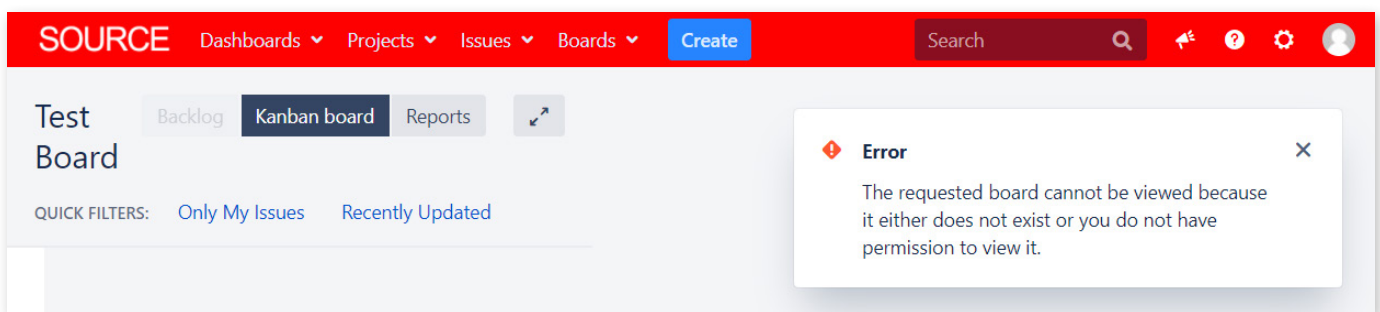 SOURCE Dashboards Projects Issues Boards Create Search
Test Board
Backlog Kanban board Reports
QUICK FILTERS: Only My Issues Recently Updated
Error
The requested board cannot be viewed because
it either does not exist or you do not have
permission to view it.